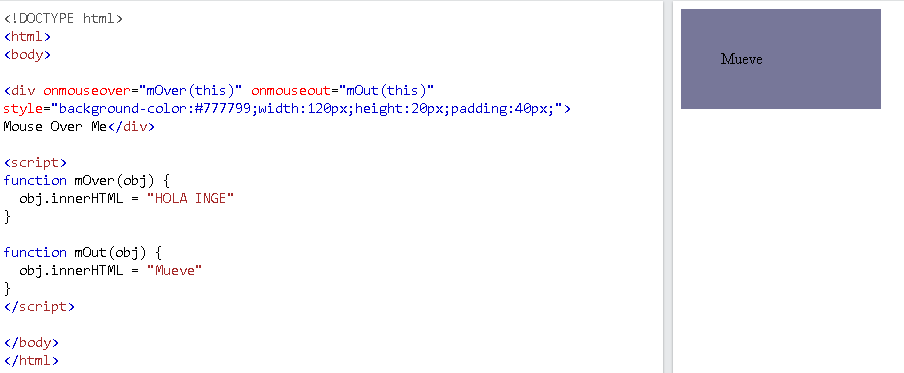 <!DOCTYPE html>
<html>
<body>
<div onmouseover="mOver(this)" onmouseout="mOut(this)"
style="background-color:#777799;width:120px;height:20px;padding:40px;">
Mouse Over Me</div>
<script>
function mOver(obj) {
  obj.innerHTML = "HOLA INGE"
}
function mOut(obj) {
  obj.innerHTML = "Mueve"
}
</script>
</body>
</html>
Mueve